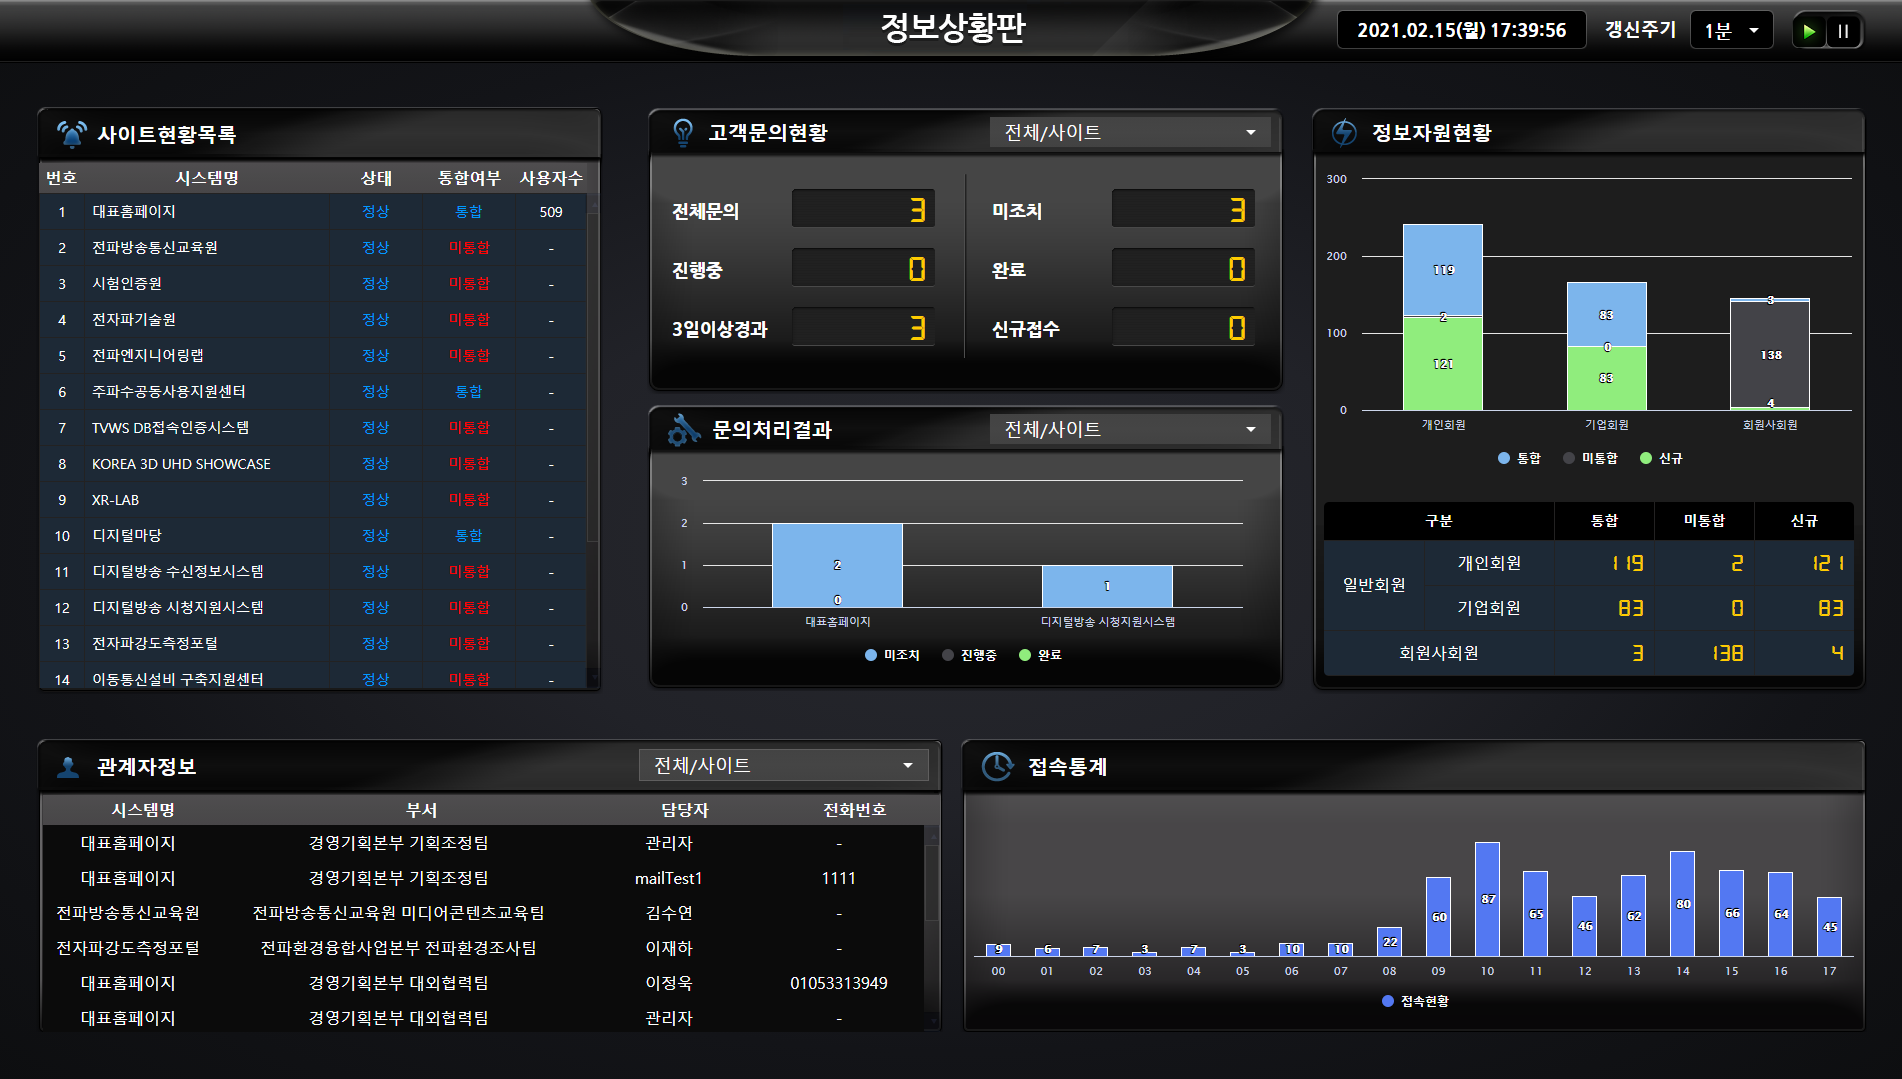 정보상황판
2021.02.15(월) 17:39:56 갱신주기 1분
사이트현황목록
번호 시스템명 상태 통합여부 사용자수
1 대표홈페이지 정상 통합 509
2 전파방송통신교육원 정상 미통합 -
3 시험인증원 정상 미통합 -
4 전자파기술원 정상 미통합 -
5 전파엔지니어링랩 정상 미통합 -
6 주파수공동사용지원센터 정상 통합 -
7 TVWS DB접속인증시스템 정상 미통합 -
8 KOREA 3D UHD SHOWCASE 정상 미통합 -
9 XR-LAB 정상 미통합 -
10 디지털마당 정상 통합 -
11 디지털방송 수신정보시스템 정상 미통합 -
12 디지털방송 시청지원시스템 정상 미통합 -
13 전자파강도측정포털 정상 미통합 -
14 이동통신설비 구축지원센터 정상 미통합 -
고객문의현황 전체/사이트
전체문의 3 미조치 3
진행중 0 완료 0
3일이상경과 3 신규접수 0
문의처리결과 전체/사이트
3
2
1
0
2
0
1
대표홈페이지 디지털방송 시청지원시스템
미조치 진행중 완료
정보자원현황
300
200
100
0
119
2
121
83
0
83
3
138
4
개인회원 기업회원 회원사회원
통합 미통합 신규
구분 통합 미통합 신규
일반회원 개인회원 119 2 121
기업회원 83 0 83
회원사회원 3 138 4
관계자정보 전체/사이트
시스템명 부서 담당자 전화번호
대표홈페이지 경영기획본부 기획조정팀 관리자 -
대표홈페이지 경영기획본부 기획조정팀 mailTest1 1111
전파방송통신교육원 전파방송통신교육원 미디어콘텐츠교육팀 김수연 -
전자파강도측정포털 전파환경융합사업본부 전파환경조사팀 이재하 -
대표홈페이지 경영기획본부 대외협력팀 이정욱 01053313949
대표홈페이지 경영기획본부 대외협력팀 관리자 -
접속통계
9 6 7 3 7 3 10 10 22 60 87 65 46 62 80 66 64 45
00 01 02 03 04 05 06 07 08 09 10 11 12 13 14 15 16 17
접속현황